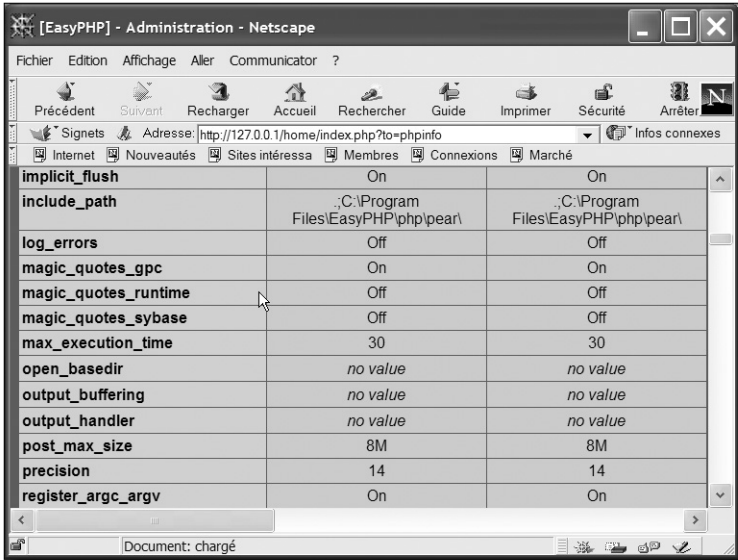 [EasyPHP] - Administration - Netscape
Fichier Edition Affichage Aller Communicator ?
Précédent Suivant Recharger Accueil Rechercher Guide Imprimer Sécurité Arrêter N
Signets Adresse: http://127.0.0.1/home/index.php?to=phpinfo Infos connexes
Internet Nouveautés Sites intéressa Membres Connexions Marché
implicit_flush On On
include_path .;C:\Program .;C:\Program
Files\EasyPHP\php\pear\ Files\EasyPHP\php\pear\
log_errors Off Off
magic_quotes_gpc On On
magic_quotes_runtime Off Off
magic_quotes_sybase Off Off
max_execution_time 30 30
open_basedir no value no value
output_buffering no value no value
output_handler no value no value
post_max_size 8M 8M
precision 14 14
register_argc_argv On On
Document: chargé